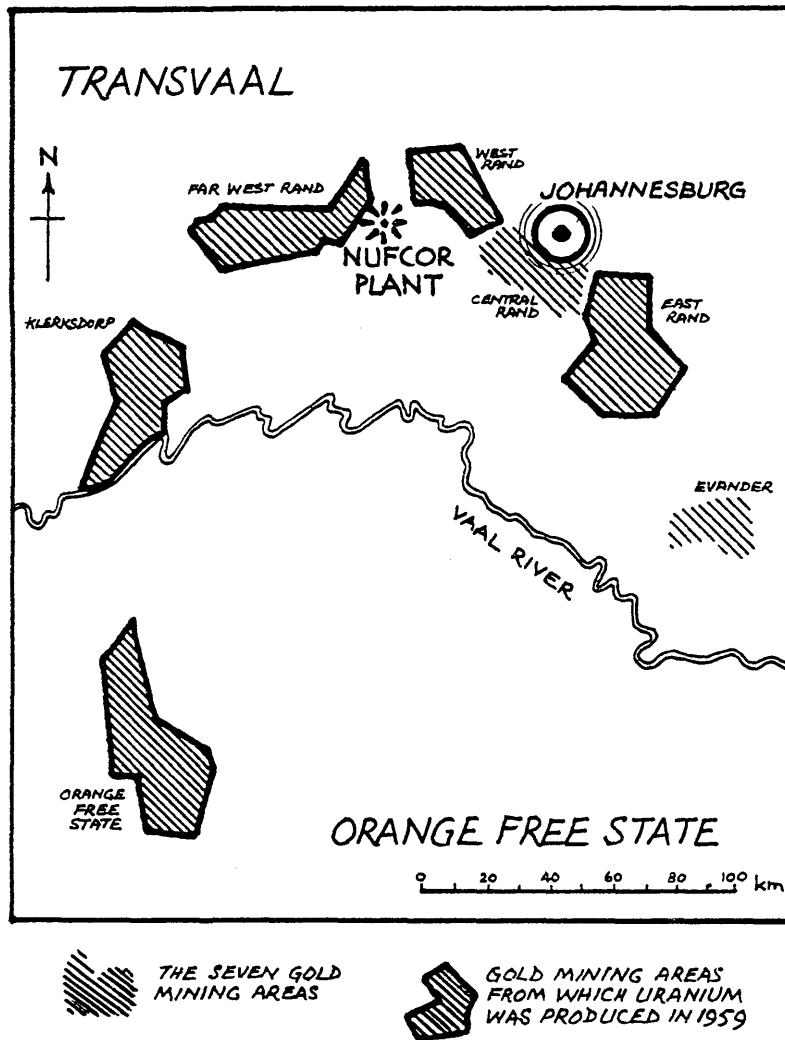 TRANSVAAL
N
WEST
RAND
FAR WEST RAND
JOHANNESBURG
NUFCOR
PLANT
CENTRAL
RAND
EAST
RAND
KLERKSDORP
EVANDER
VAAL RIVER
ORANGE
FREE
STATE
ORANGE FREE STATE
0 20 40 60 80 100 km
THE SEVEN GOLD
MINING AREAS
GOLD MINING AREAS
FROM WHICH URANIUM
WAS PRODUCED IN 1959